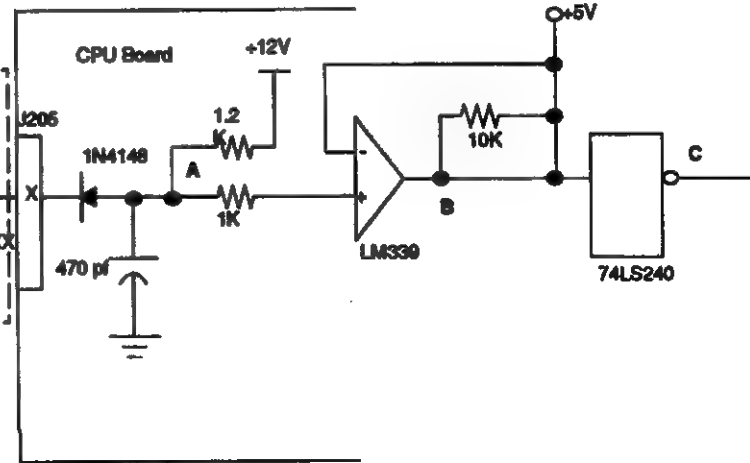 +5V
CPU Board
+12V
J205
1.2
K
10K
1N4148
A
C
X
-
+
1K
B
LM339
X
470 pf
74LS240